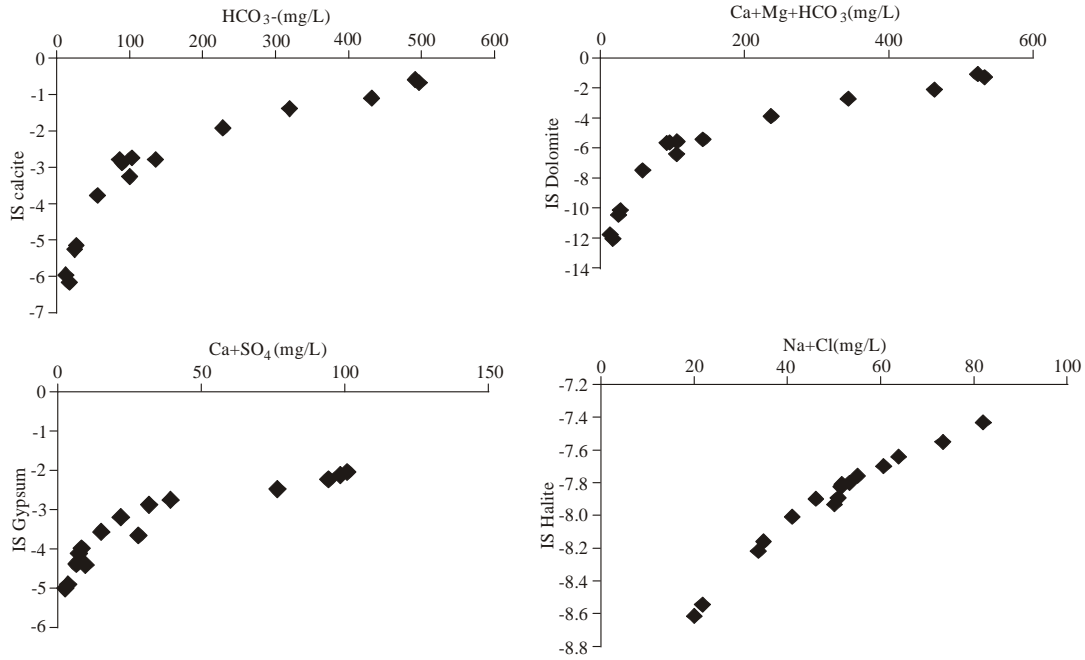 HCO3-(mg/L)
0 100 200 300 400 500 600
0
-1
-2
-3
-4
-5
-6
-7
IS calcite
Ca+Mg+HCO3(mg/L)
0 200 400 600
0
-2
-4
-6
-8
-10
-12
-14
IS Dolomite
Ca+SO4(mg/L)
0 50 100 150
0
-1
-2
-3
-4
-5
-6
IS Gypsum
Na+Cl(mg/L)
0 20 40 60 80 100
-7.2
-7.4
-7.6
-7.8
-8.0
-8.2
-8.4
-8.6
-8.8
IS Halite